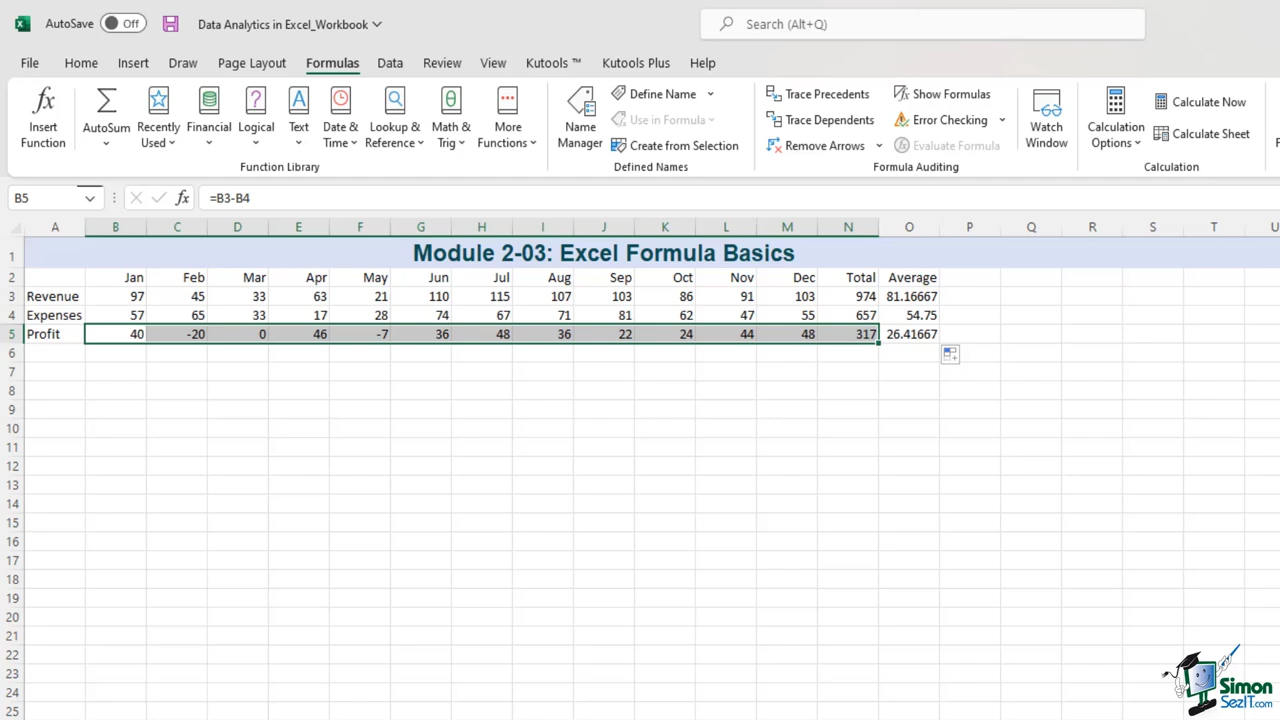 AutoSave Off Data Analytics in Excel_Workbook Search (Alt+Q)
File Home Insert Draw Page Layout Formulas Data Review View Kutools ™ Kutools Plus Help
fx Insert Function
Σ AutoSum
Recently Used
Financial
Logical
Text
Date & Time
Lookup & Reference
Math & Trig
More Functions
Function Library
Name Manager
Define Name
Use in Formula
Create from Selection
Defined Names
Trace Precedents
Trace Dependents
Remove Arrows
Show Formulas
Error Checking
Evaluate Formula
Formula Auditing
Watch Window
Calculation Options
Calculate Now
Calculate Sheet
Calculation
B5 fx =B3-B4
A B C D E F G H I J K L M N O P Q R S T U
1 Module 2-03: Excel Formula Basics
2 Jan Feb Mar Apr May Jun Jul Aug Sep Oct Nov Dec Total Average
3 Revenue 97 45 33 63 21 110 115 107 103 86 91 103 974 81.16667
4 Expenses 57 65 33 17 28 74 67 71 81 62 47 55 657 54.75
5 Profit 40 -20 0 46 -7 36 48 36 22 24 44 48 317 26.41667
6
7
8
9
10
11
12
13
14
15
16
17
18
19
20
21
22
23
24
25
Simon
SezIT.com